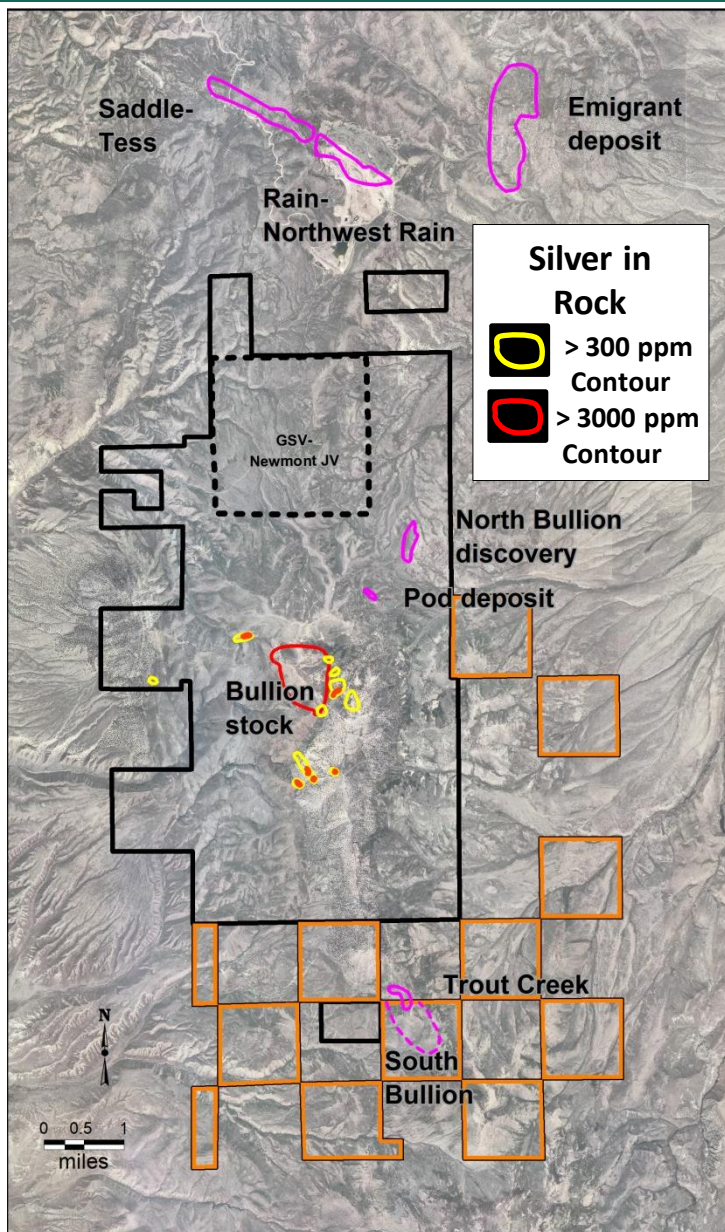 Saddle-
Tess
Emigrant
deposit
Rain-
Northwest Rain
Silver in
Rock
> 300 ppm
Contour
> 3000 ppm
Contour
GSV-
Newmont JV
North Bullion
discovery
Pod deposit
Bullion
stock
Trout Creek
South
Bullion
N
0 0.5 1
miles